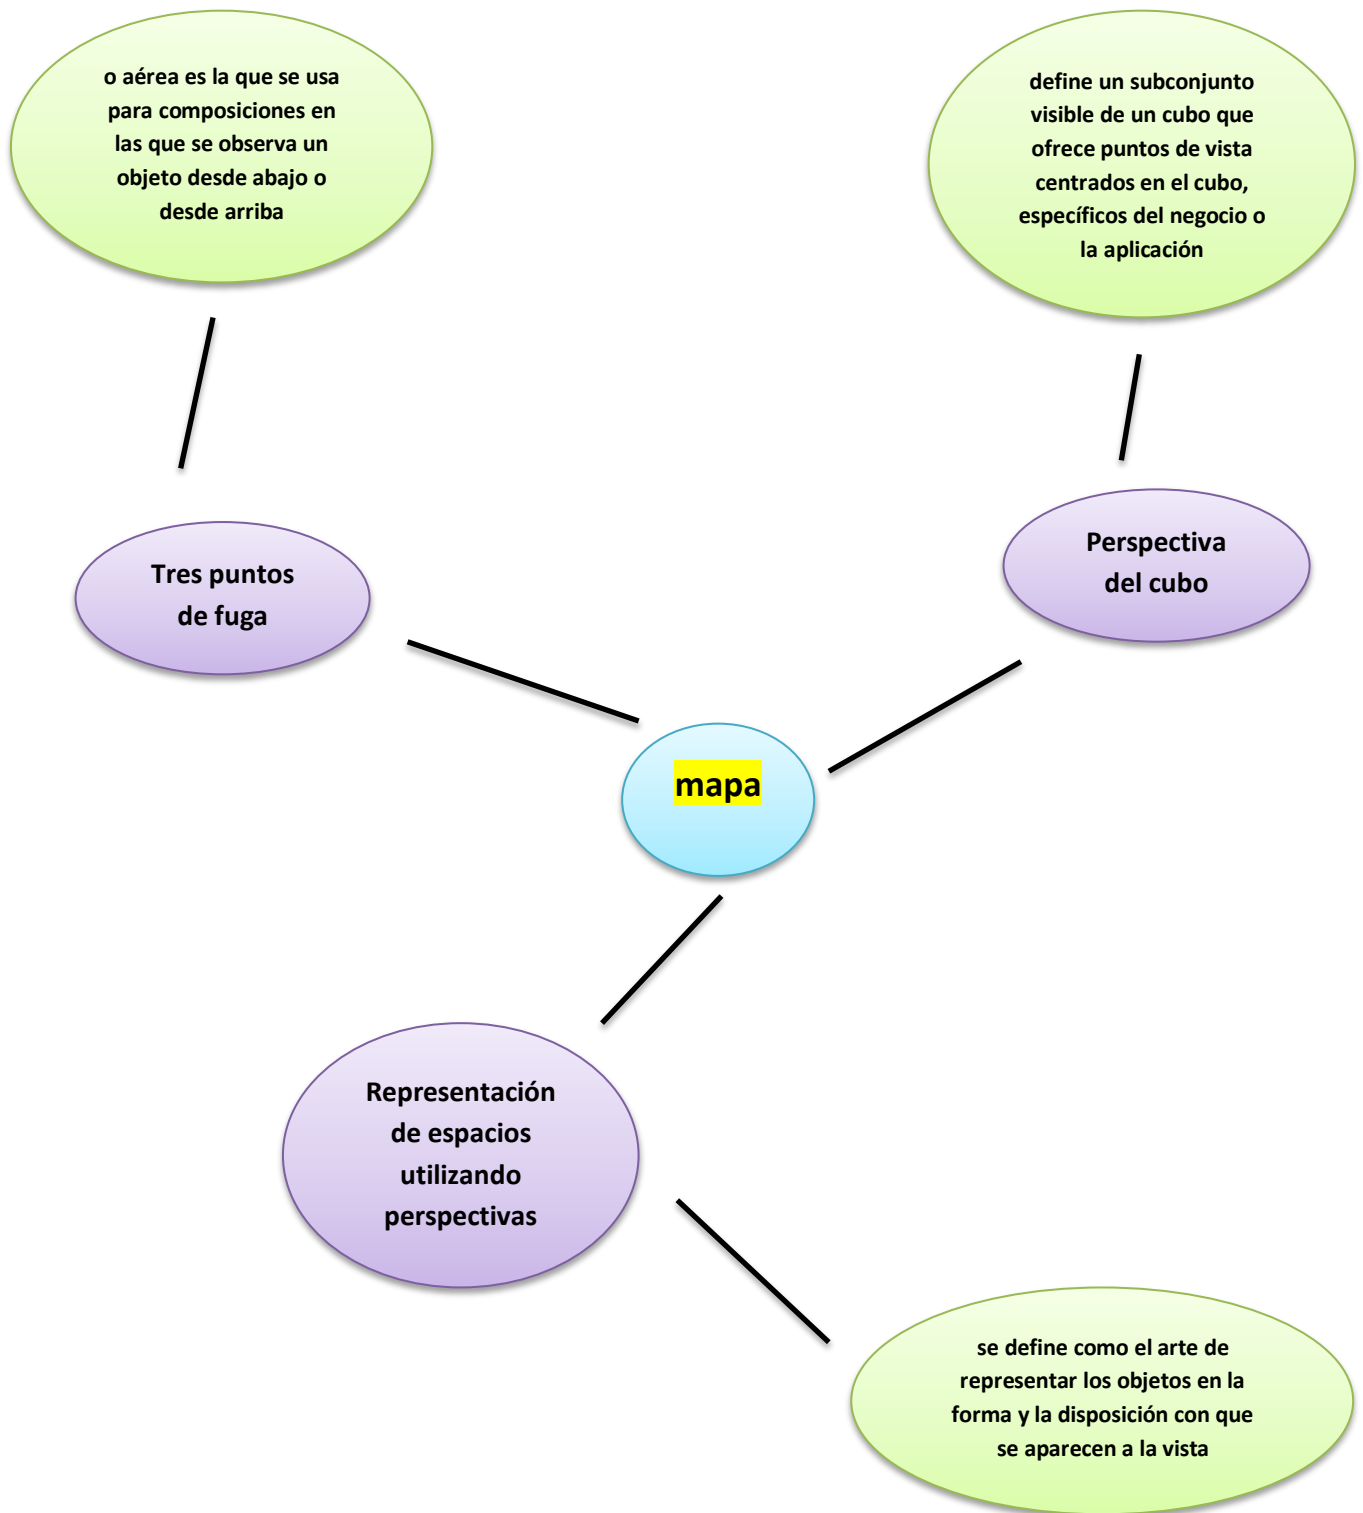 o aérea es la que se usa
para composiciones en
las que se observa un
objeto desde abajo o
desde arriba
define un subconjunto
visible de un cubo que
ofrece puntos de vista
centrados en el cubo,
específicos del negocio o
la aplicación
Tres puntos
de fuga
Perspectiva
del cubo
mapa
Representación
de espacios
utilizando
perspectivas
se define como el arte de
representar los objetos en la
forma y la disposición con que
se aparecen a la vista